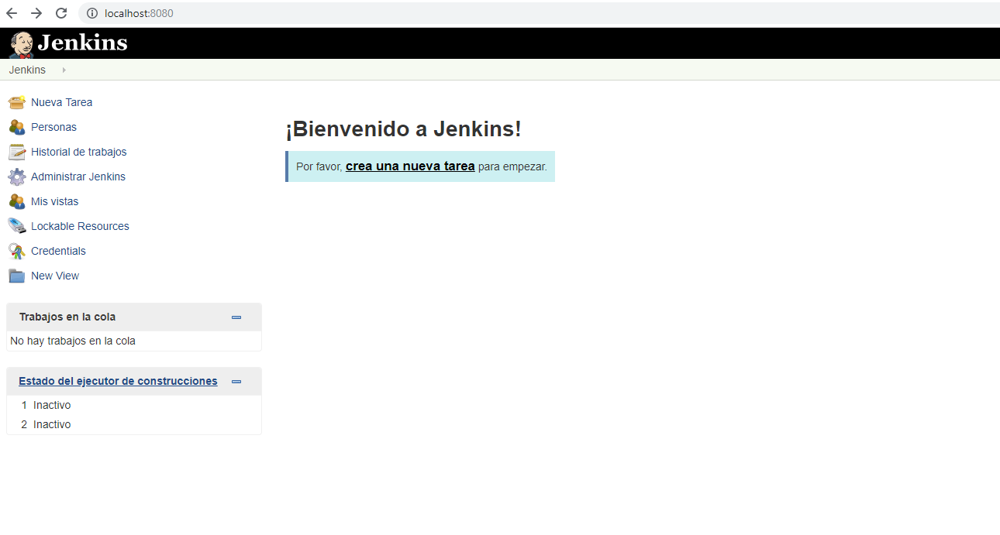 localhost:8080
Jenkins
Jenkins
Nueva Tarea
Personas
Historial de trabajos
Administrar Jenkins
Mis vistas
Lockable Resources
Credentials
New View
Trabajos en la cola
No hay trabajos en la cola
Estado del ejecutor de construcciones
1 Inactivo
2 Inactivo
¡Bienvenido a Jenkins!
Por favor, crea una nueva tarea para empezar.